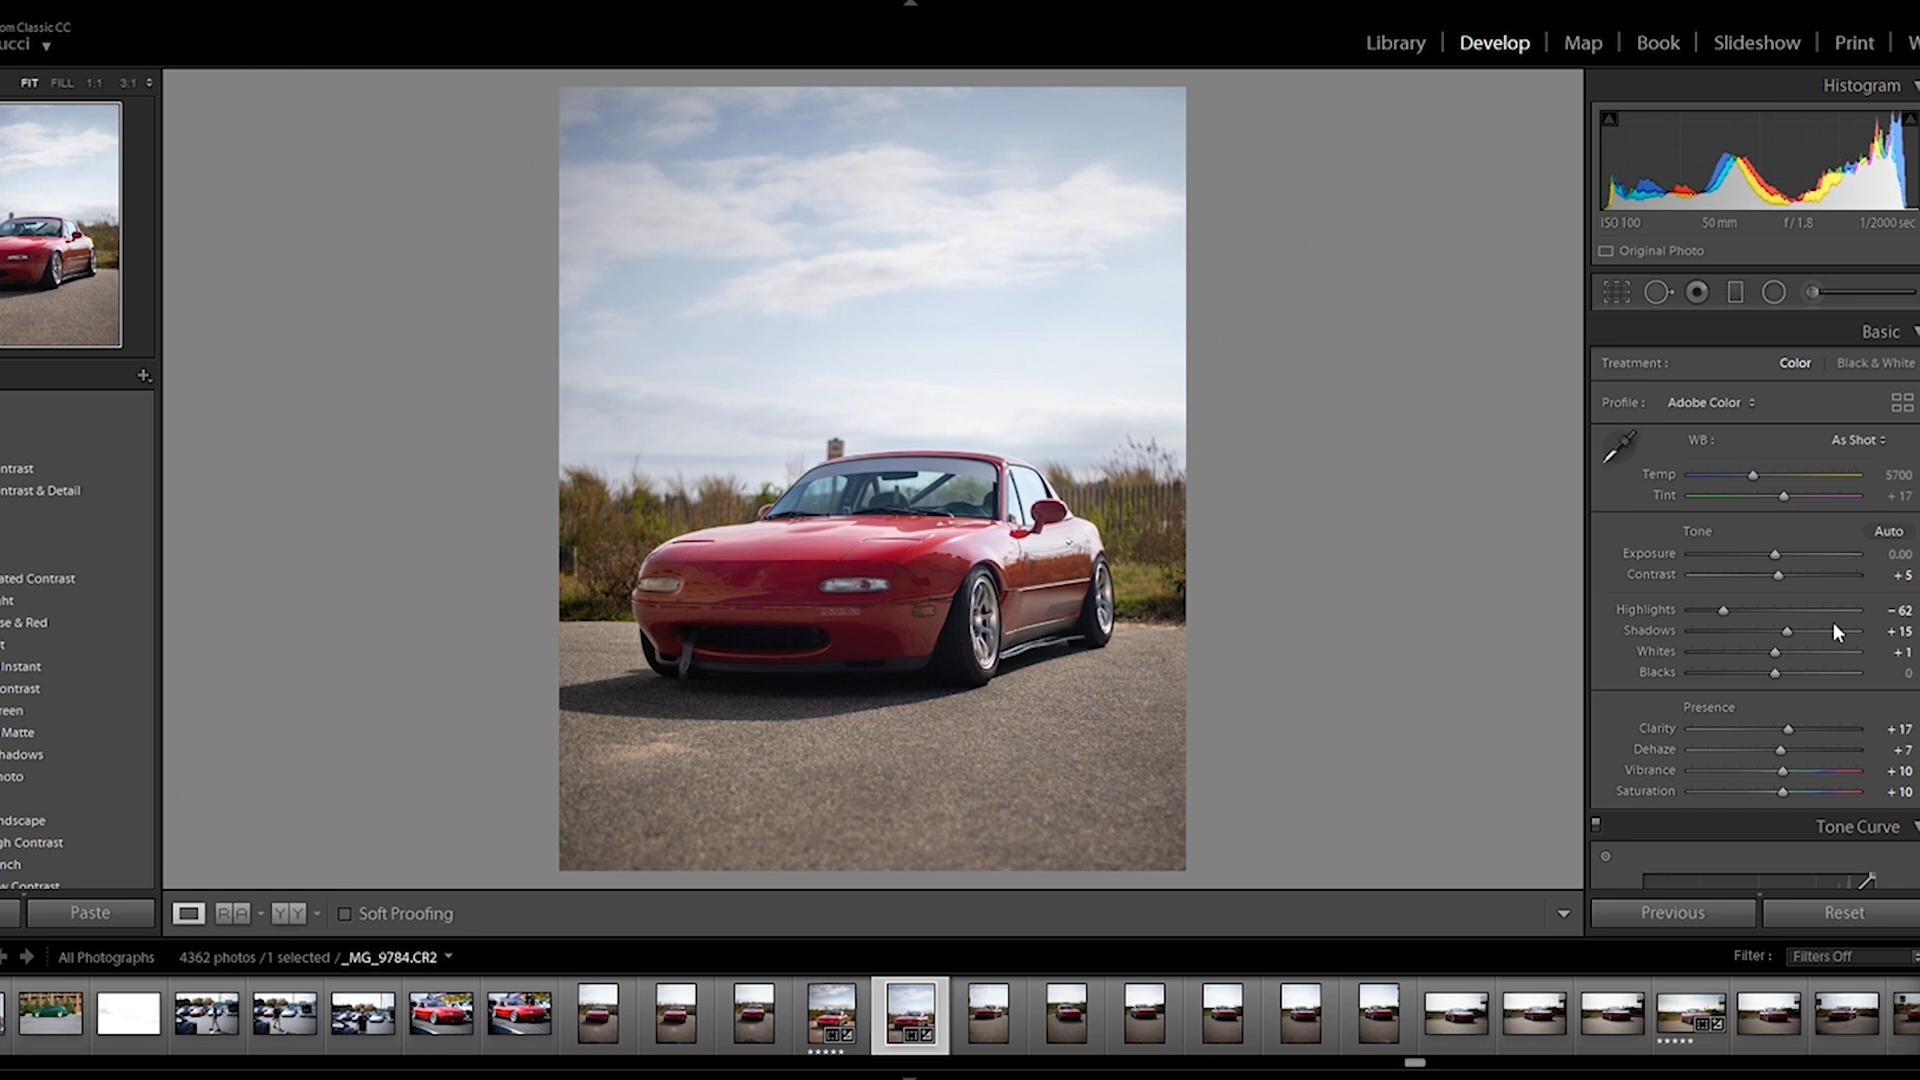 om Classic CC
ucci ▼
Library | Develop | Map | Book | Slideshow | Print | W
FIT FILL 1:1 3:1
Histogram
ISO 100 50 mm f / 1.8 1/2000 sec
Original Photo
Basic
Treatment : Color Black & White
Profile : Adobe Color
WB : As Shot
Temp 5700
Tint + 17
Tone Auto
Exposure 0.00
Contrast + 5
Highlights − 62
Shadows + 15
Whites + 1
Blacks 0
Presence
Clarity + 17
Dehaze + 7
Vibrance + 10
Saturation + 10
Tone Curve
ntrast
ntrast & Detail
ated Contrast
ht
se & Red
t
Instant
ontrast
reen
Matte
hadows
oto
ndscape
gh Contrast
nch
w Contrast
Paste
R A Y Y Soft Proofing
Previous Reset
All Photographs 4362 photos / 1 selected / _MG_9784.CR2
Filter : Filters Off